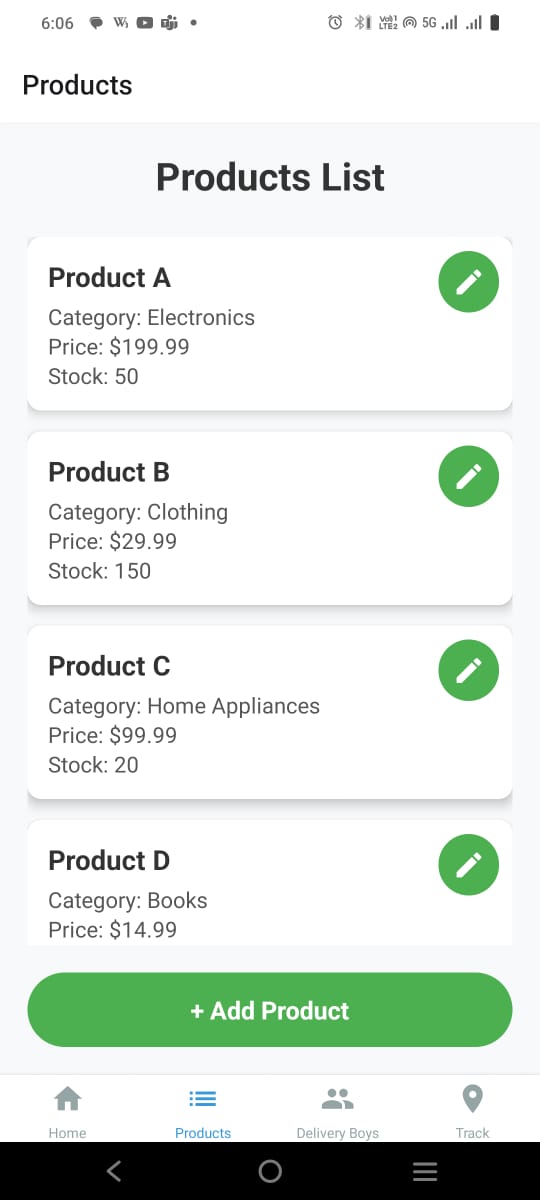 6:06
5G
Products
Products List
Product A
Category: Electronics
Price: $199.99
Stock: 50
Product B
Category: Clothing
Price: $29.99
Stock: 150
Product C
Category: Home Appliances
Price: $99.99
Stock: 20
Product D
Category: Books
Price: $14.99
+ Add Product
Home
Products
Delivery Boys
Track